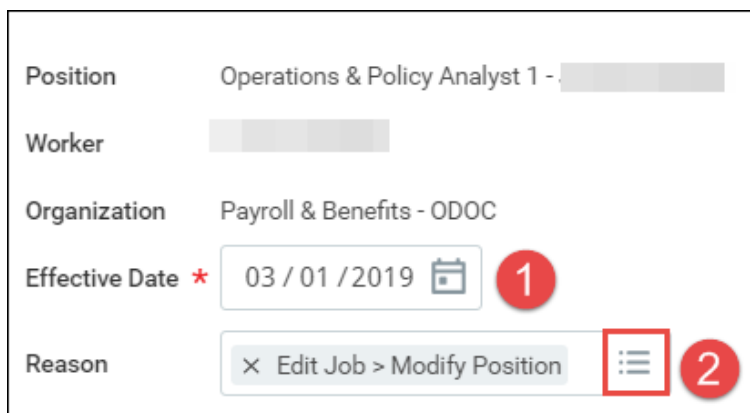 Position Operations & Policy Analyst 1 -
Worker
Organization Payroll & Benefits - ODOC
Effective Date * 03 / 01 / 2019 1
Reason × Edit Job > Modify Position 2